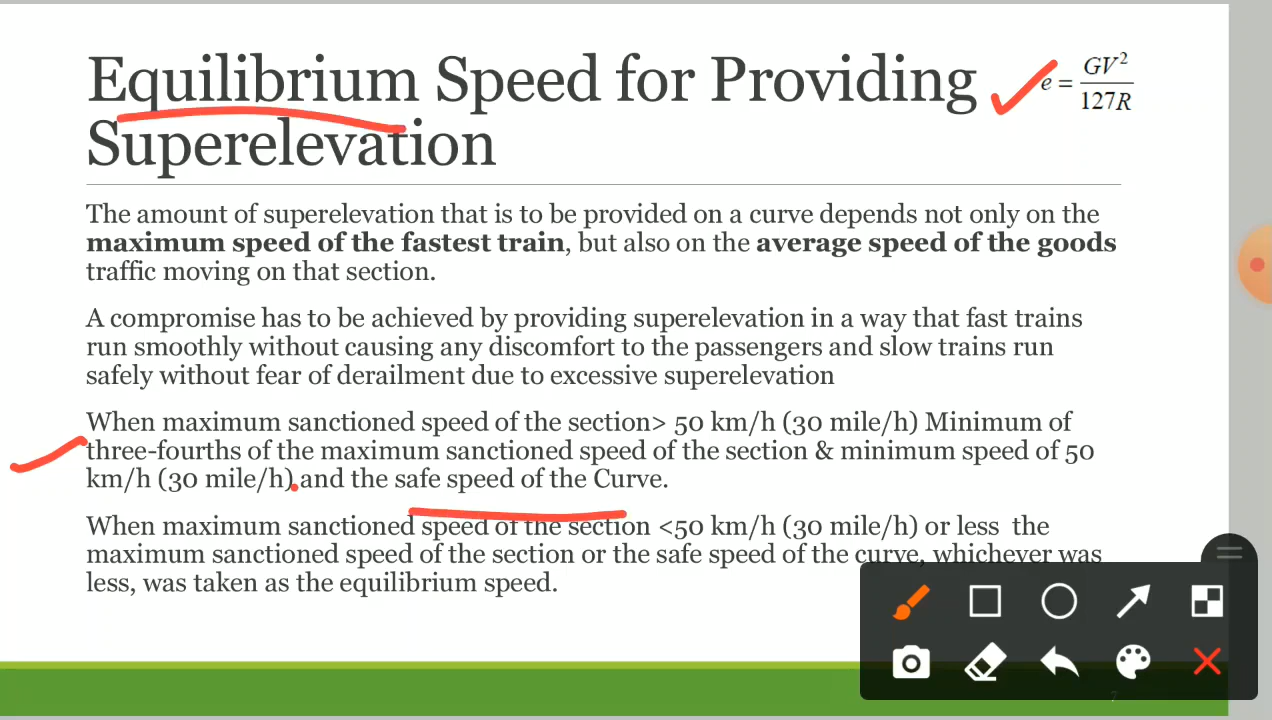 Equilibrium Speed for Providing
Superelevation
e = GV²/127R
The amount of superelevation that is to be provided on a curve depends not only on the
maximum speed of the fastest train, but also on the average speed of the goods
traffic moving on that section.
A compromise has to be achieved by providing superelevation in a way that fast trains
run smoothly without causing any discomfort to the passengers and slow trains run
safely without fear of derailment due to excessive superelevation
When maximum sanctioned speed of the section> 50 km/h (30 mile/h) Minimum of
three-fourths of the maximum sanctioned speed of the section & minimum speed of 50
km/h (30 mile/h).and the safe speed of the Curve.
When maximum sanctioned speed of the section <50 km/h (30 mile/h) or less the
maximum sanctioned speed of the section or the safe speed of the curve, whichever was
less, was taken as the equilibrium speed.
7